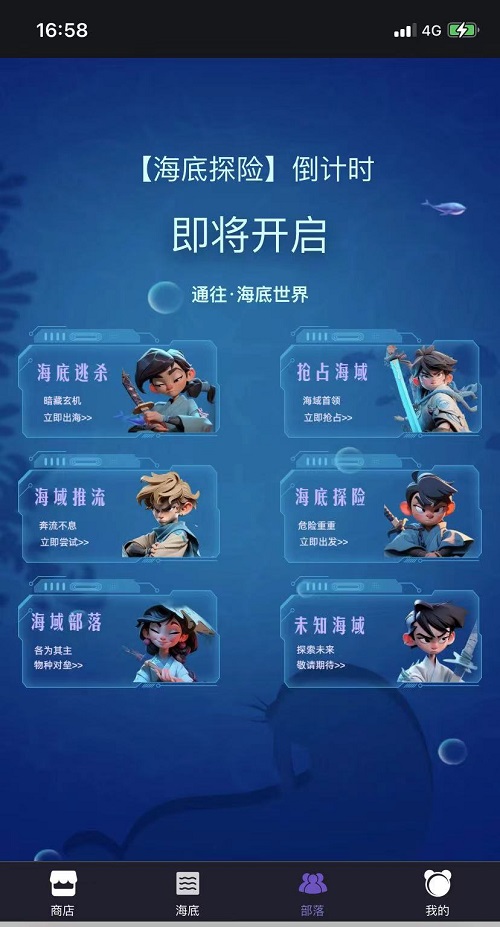 16:58
4G
【海底探险】倒计时
即将开启
通往·海底世界
海底逃杀
暗藏玄机
立即出海>>
抢占海域
海域首领
立即抢占>>
海域推流
奔流不息
立即尝试>>
海底探险
危险重重
立即出发>>
海域部落
各为其主
物种对垒>>
未知海域
探索未来
敬请期待>>
商店
海底
部落
我的